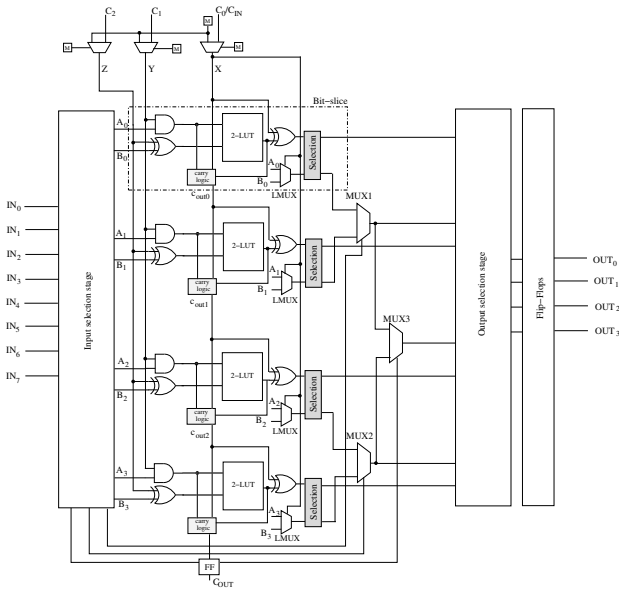 C2
C1
C0/CIN
M
M
M
M
Z
Y
X
Bit-slice
A0
B0
2-LUT
carry logic
cout0
A0
B0
LMUX
Selection
MUX1
IN0
IN1
IN2
IN3
IN4
IN5
IN6
IN7
Input selection stage
A1
B1
2-LUT
carry logic
cout1
A1
B1
LMUX
Selection
MUX3
A2
B2
2-LUT
carry logic
cout2
A2
B2
LMUX
Selection
MUX2
A3
B3
2-LUT
carry logic
A3
B3
LMUX
Selection
FF
COUT
Output selection stage
Flip-Flops
OUT0
OUT1
OUT2
OUT3